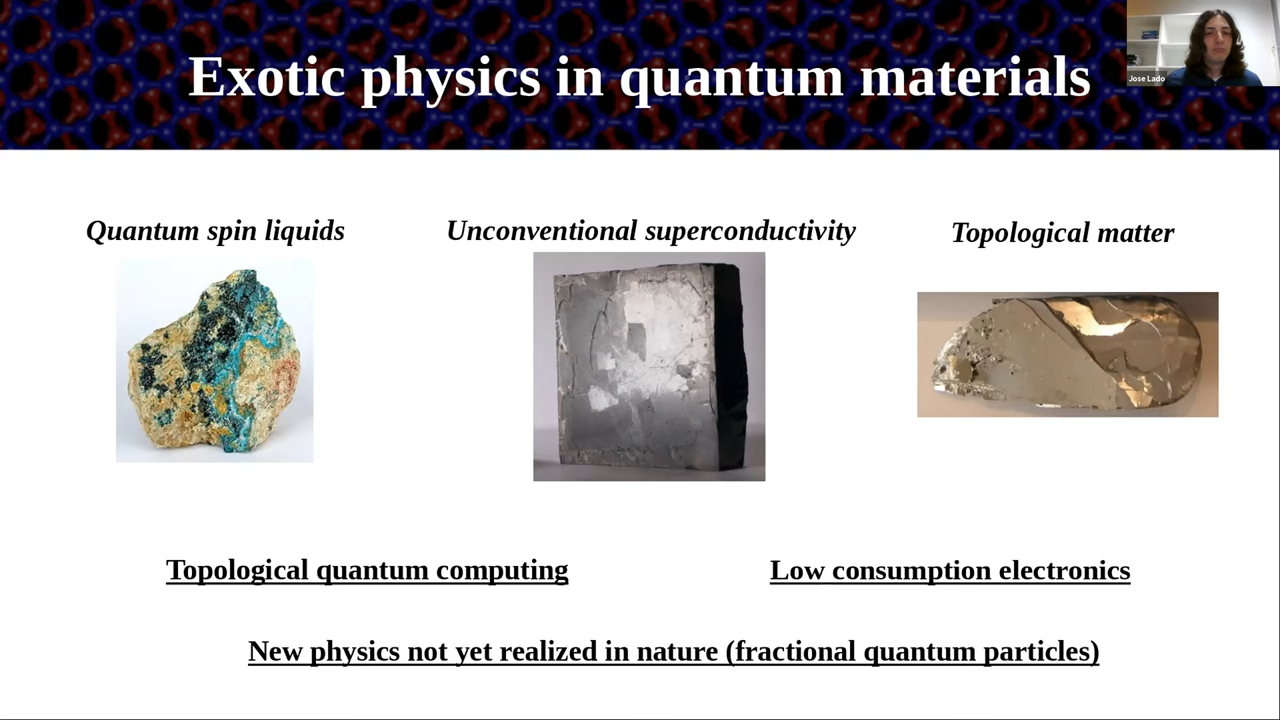 Exotic physics in quantum materials
Jose Lado
Quantum spin liquids
Unconventional superconductivity
Topological matter
Topological quantum computing
Low consumption electronics
New physics not yet realized in nature (fractional quantum particles)